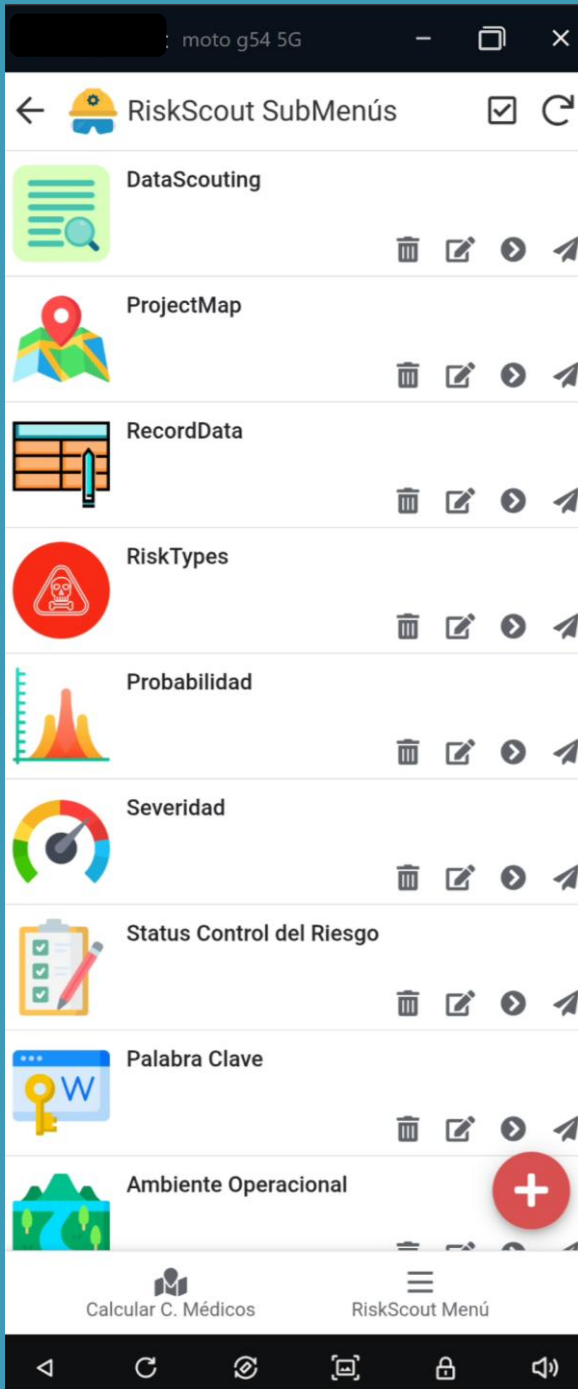 : moto g54 5G
RiskScout SubMenús
DataScouting
ProjectMap
RecordData
RiskTypes
Probabilidad
Severidad
Status Control del Riesgo
W
Palabra Clave
Ambiente Operacional
Calcular C. Médicos
RiskScout Menú